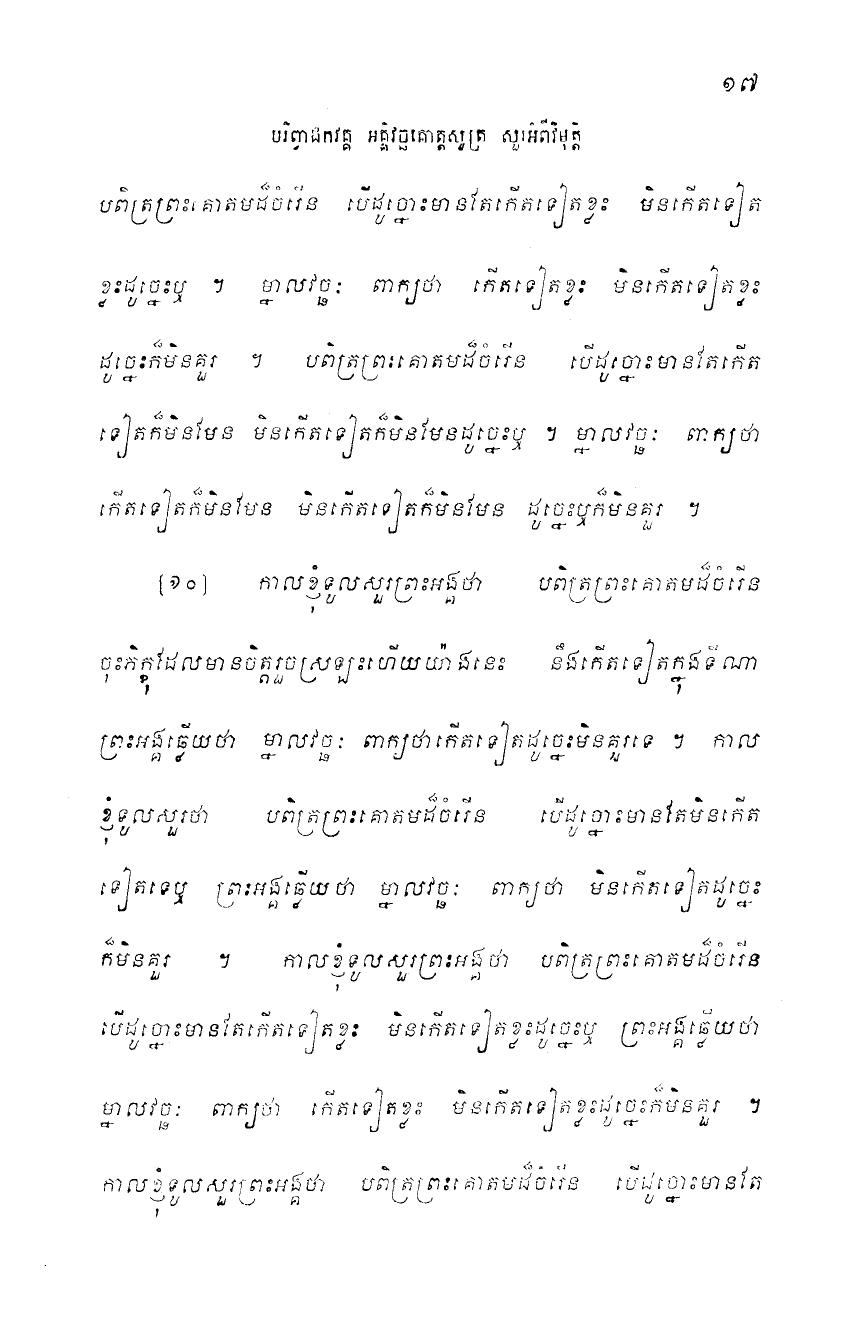 ១៧
បរិព្វាជកវគ្គ អគ្គិវច្ឆគោត្តសូត្រ សួរអំពីវិមុត្តិ
បពិត្រព្រះគោតមដ៏ចំរើន បើដូច្នោះមានតែកើតទៀតខ្លះ មិនកើតទៀត
ខ្លះដូច្នេះឬ ។ ម្នាលវច្ឆៈ ពាក្យថា កើតទៀតខ្លះ មិនកើតទៀតខ្លះ
ដូច្នេះក៏មិនគួរ ។ បពិត្រព្រះគោតមដ៏ចំរើន បើដូច្នោះមានតែកើត
ទៀតក៏មិនមែន មិនកើតទៀតក៏មិនមែនដូច្នេះឬ ។ ម្នាលវច្ឆៈ ពាក្យថា
កើតទៀតក៏មិនមែន មិនកើតទៀតក៏មិនមែន ដូច្នេះឬក៏មិនគួរ ។
[១០] កាលខ្ញុំទូលសួរព្រះអង្គថា បពិត្រព្រះគោតមដ៏ចំរើន
ចុះភិក្ខុដែលមានចិត្តរួចស្រឡះហើយយ៉ាងនេះ នឹងកើតទៀតក្នុងទីណា
ព្រះអង្គឆ្លើយថា ម្នាលវច្ឆៈ ពាក្យថាកើតទៀតដូច្នេះមិនគួរទេ ។ កាល
ខ្ញុំទូលសួរថា បពិត្រព្រះគោតមដ៏ចំរើន បើដូច្នោះមានតែមិនកើត
ទៀតទេឬ ព្រះអង្គឆ្លើយថា ម្នាលវច្ឆៈ ពាក្យថា មិនកើតទៀតដូច្នេះ
ក៏មិនគួរ ។ កាលខ្ញុំទូលសួរព្រះអង្គថា បពិត្រព្រះគោតមដ៏ចំរើន
បើដូច្នោះមានតែកើតទៀតខ្លះ មិនកើតទៀតខ្លះដូច្នេះឬ ព្រះអង្គឆ្លើយថា
ម្នាលវច្ឆៈ ពាក្យថា កើតទៀតខ្លះ មិនកើតទៀតខ្លះដូច្នេះក៏មិនគួរ ។
កាលខ្ញុំទូលសួរព្រះអង្គថា បពិត្រព្រះគោតមដ៏ចំរើន បើដូច្នោះមានតែ